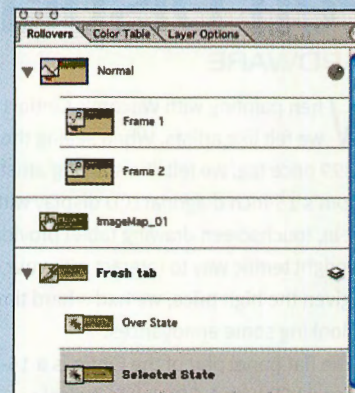 Rollovers Color Table Layer Options
Normal
Frame 1
Frame 2
ImageMap_01
Fresh tab
Over State
Selected State